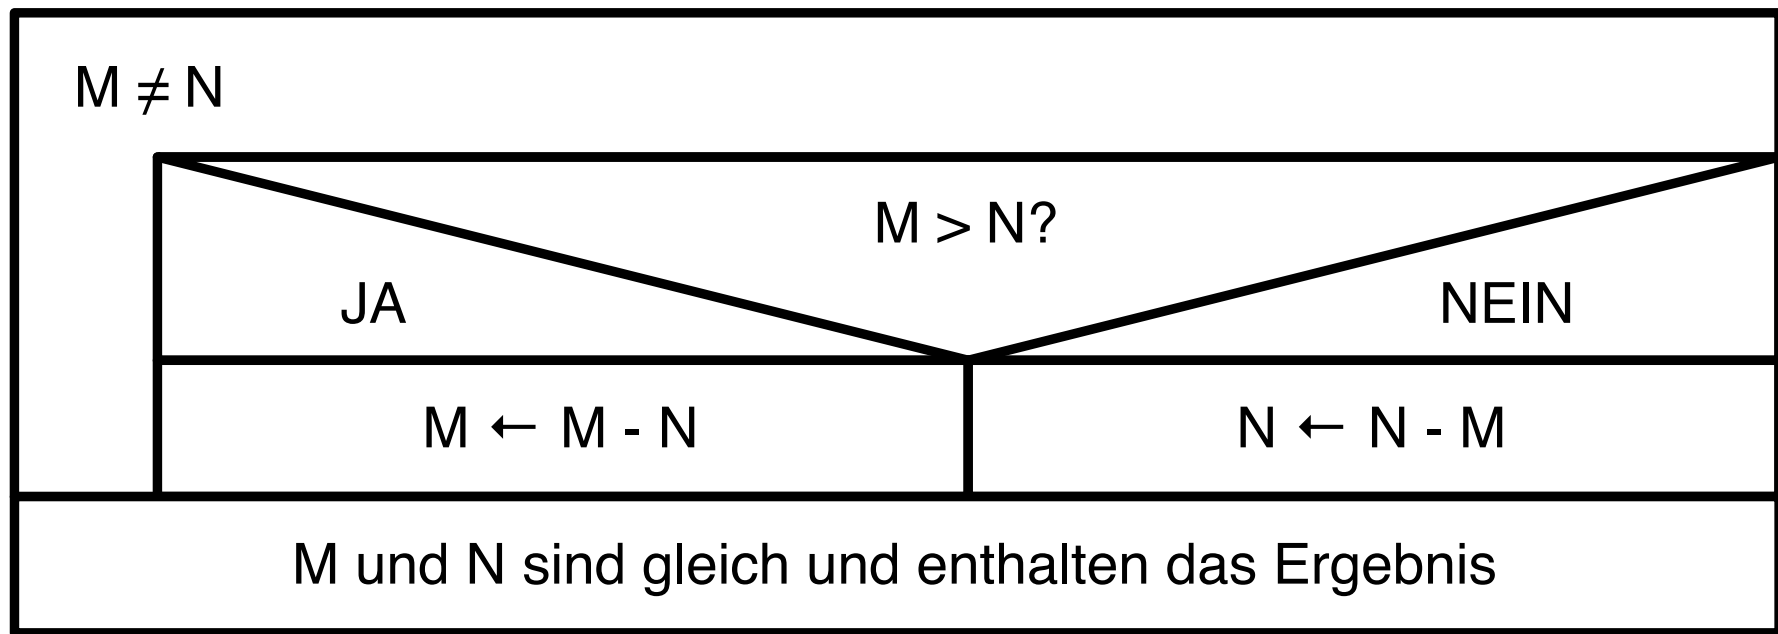 M ≠ N
M > N?
JA
NEIN
M ← M - N
N ← N - M
M und N sind gleich und enthalten das Ergebnis